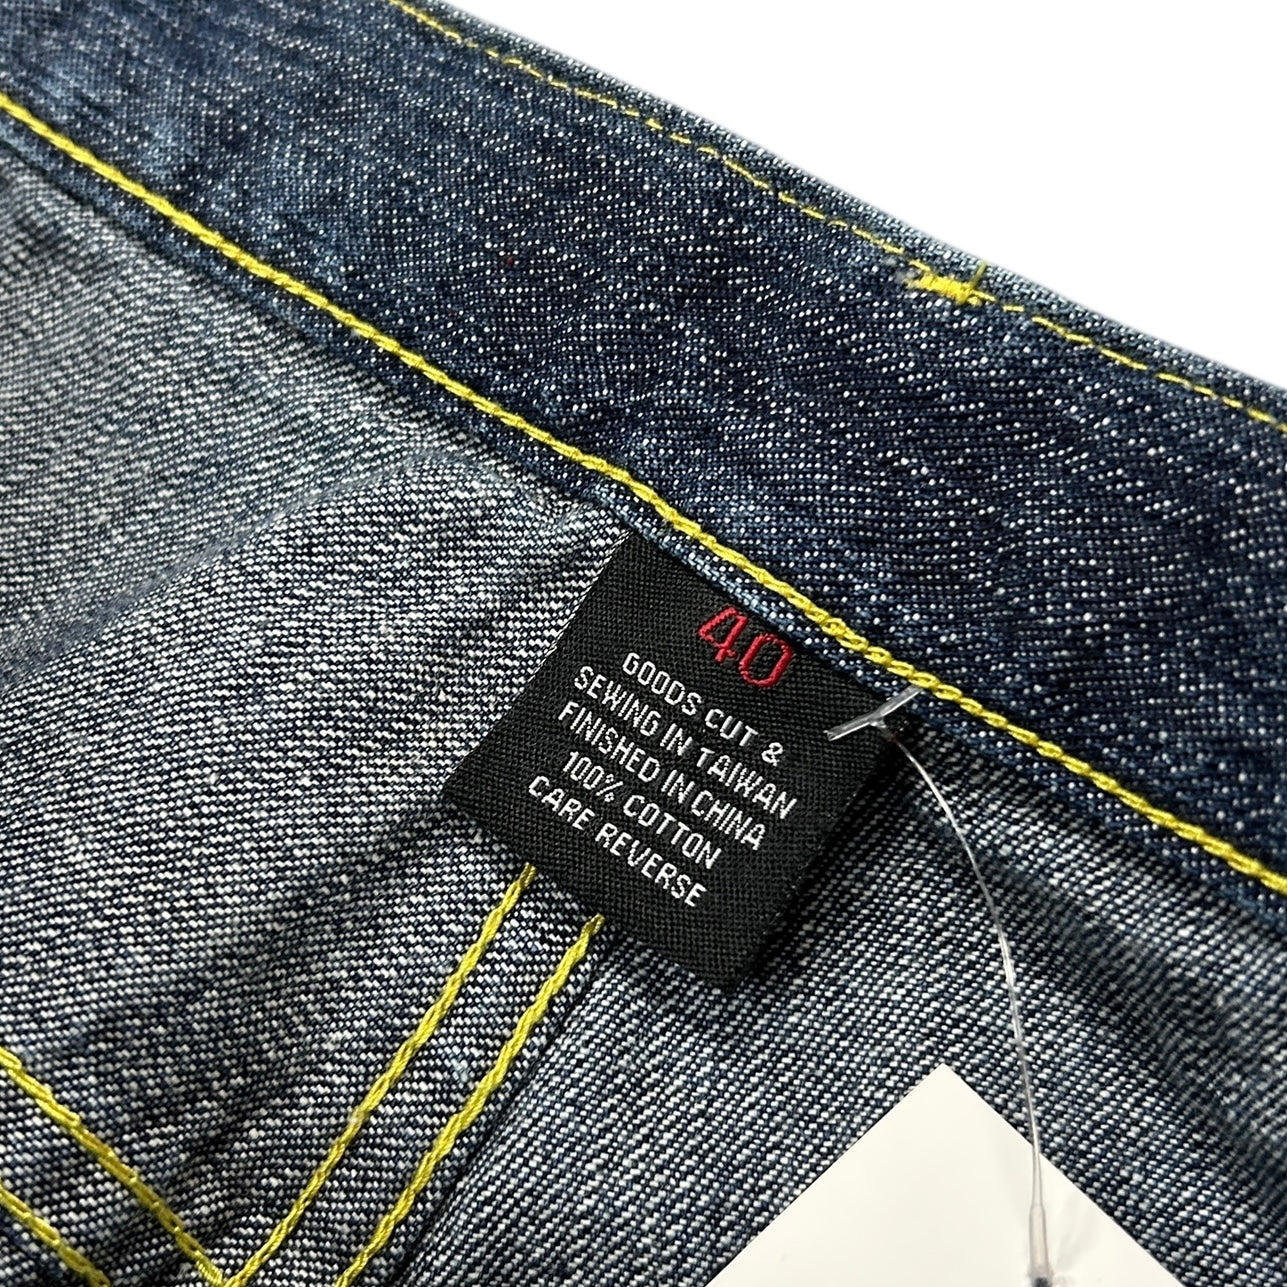 40
GOODS CUT &
SEWING IN TAIWAN
FINISHED IN CHINA
100% COTTON
CARE REVERSE